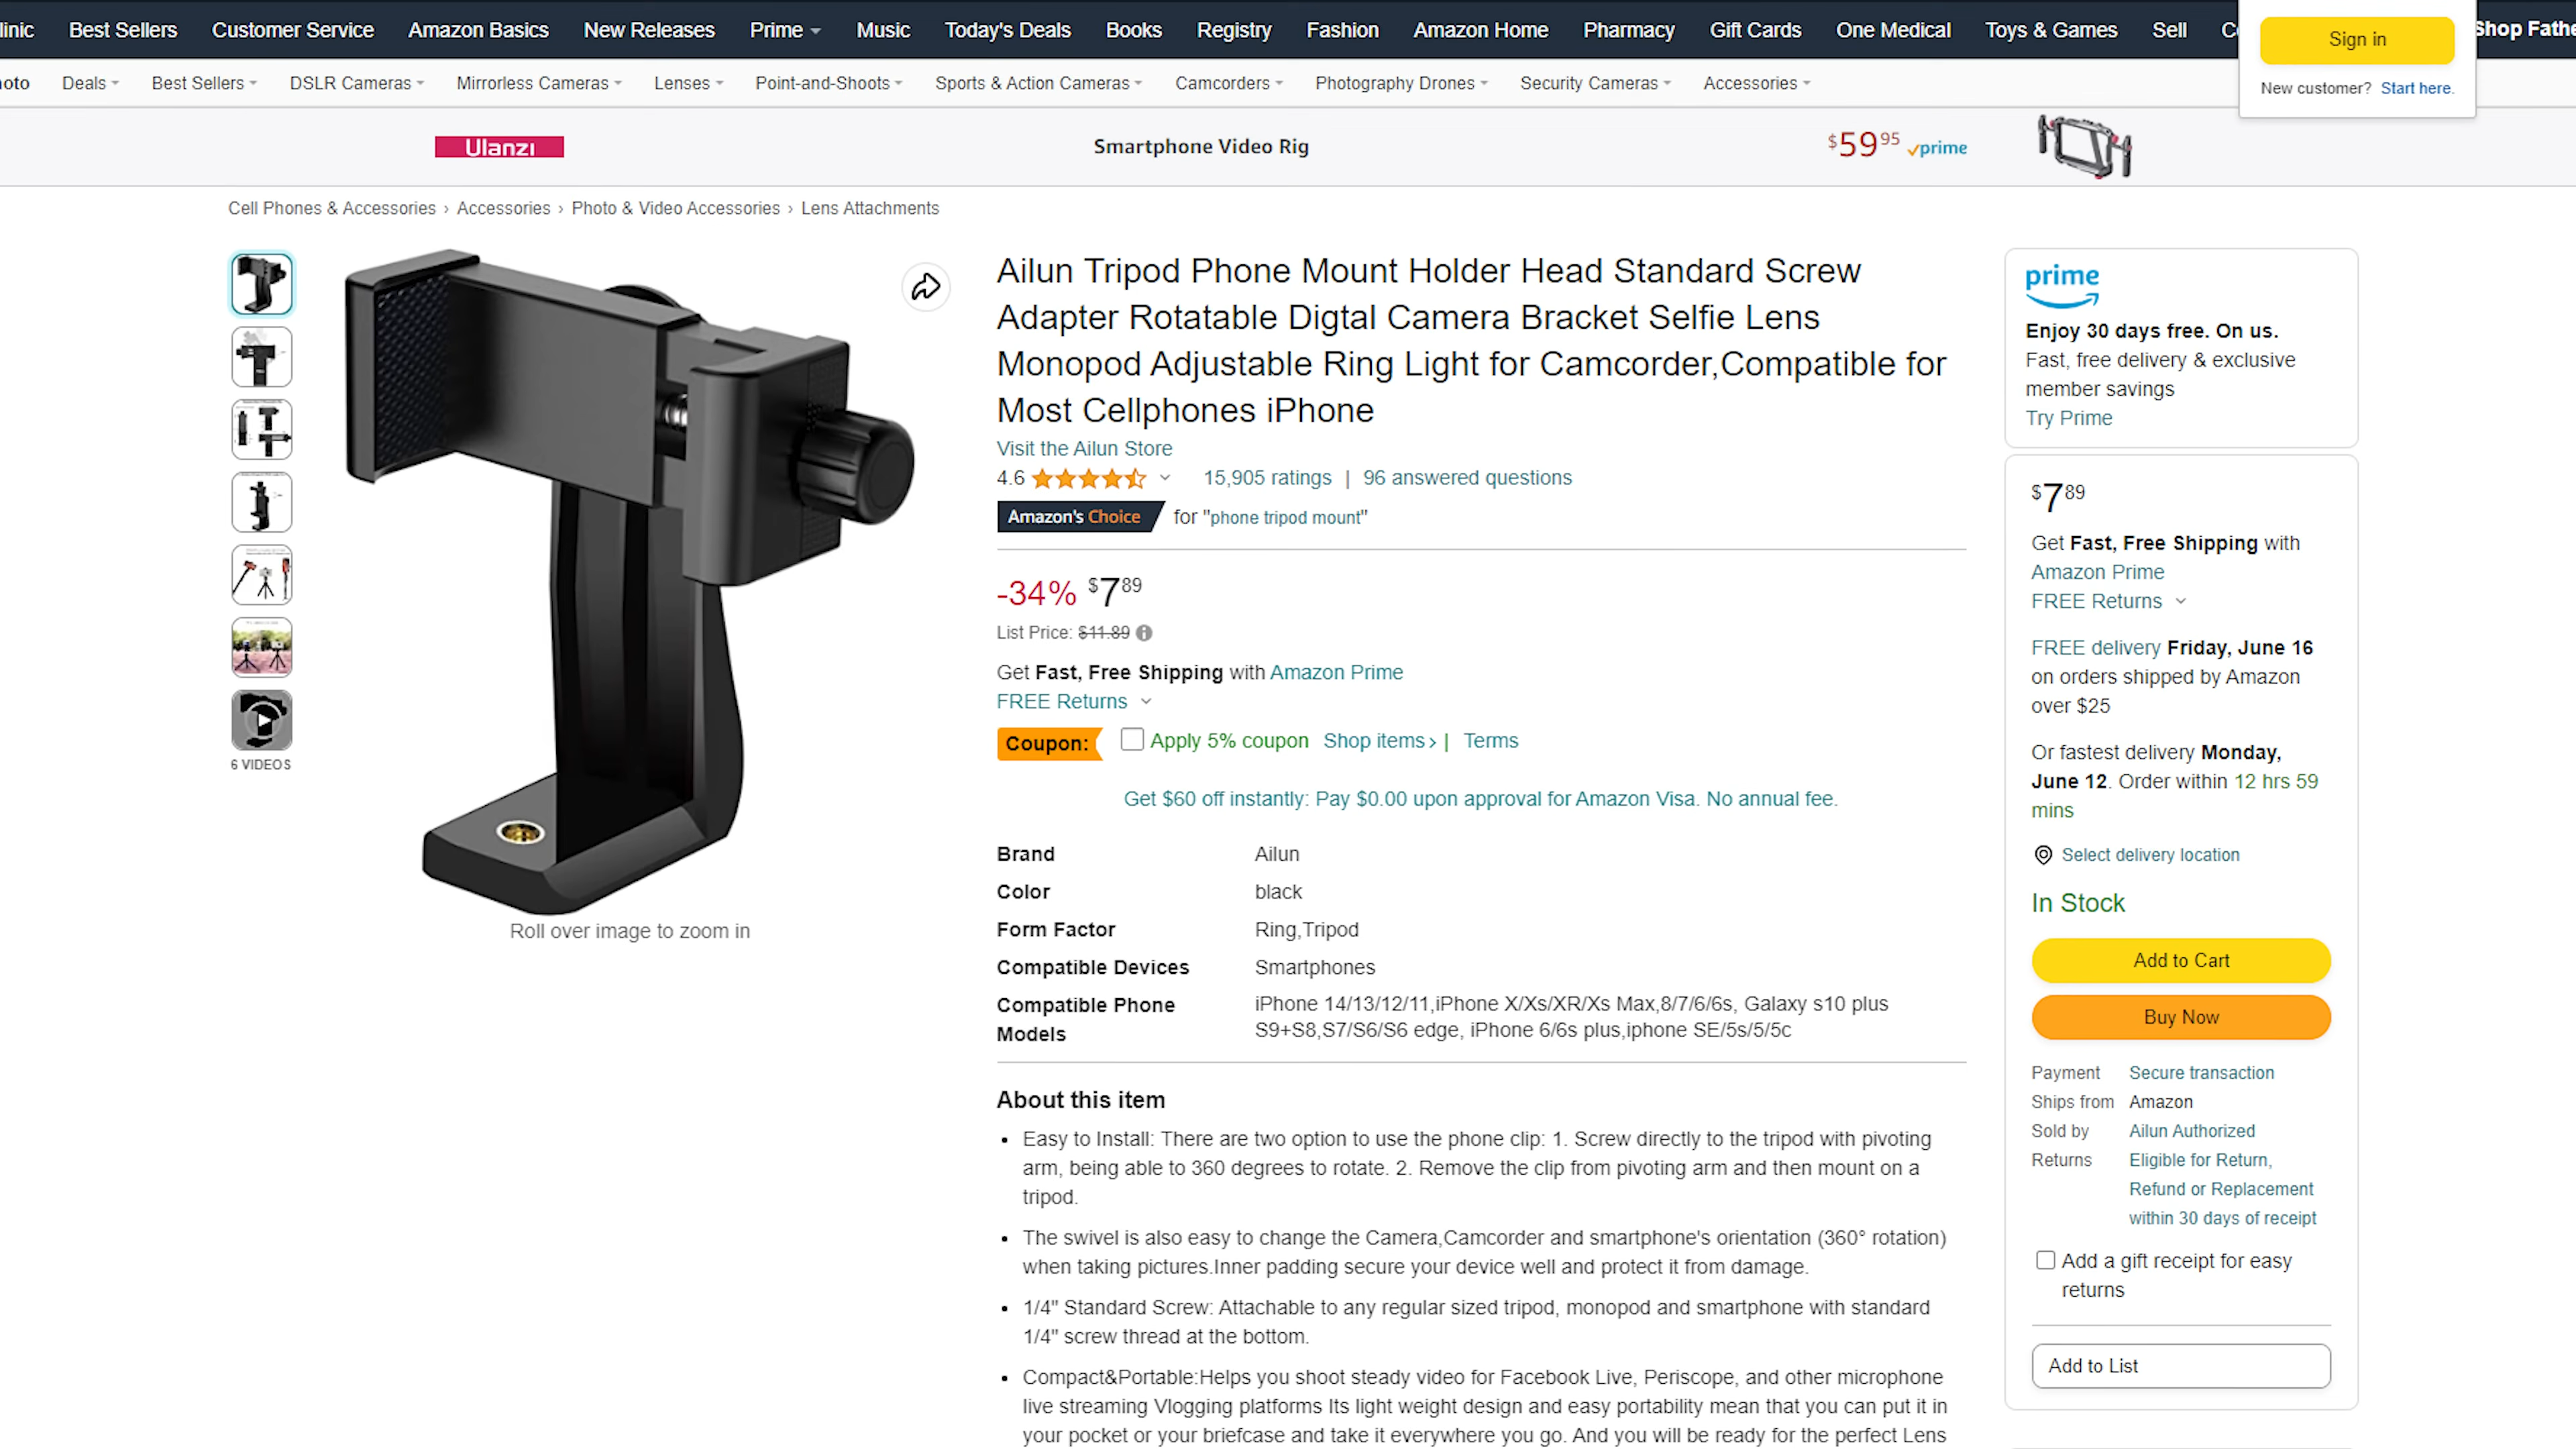 linic Best Sellers Customer Service Amazon Basics New Releases Prime Music Today's Deals Books Registry Fashion Amazon Home Pharmacy Gift Cards One Medical Toys & Games Sell Shop Fathe
Sign in
New customer? Start here.
oto Deals Best Sellers DSLR Cameras Mirrorless Cameras Lenses Point-and-Shoots Sports & Action Cameras Camcorders Photography Drones Security Cameras Accessories
Ulanzi Smartphone Video Rig $59 95 prime
Cell Phones & Accessories › Accessories › Photo & Video Accessories › Lens Attachments
6 VIDEOS
Roll over image to zoom in
Ailun Tripod Phone Mount Holder Head Standard Screw
Adapter Rotatable Digtal Camera Bracket Selfie Lens
Monopod Adjustable Ring Light for Camcorder,Compatible for
Most Cellphones iPhone
Visit the Ailun Store
4.6 15,905 ratings | 96 answered questions
Amazon's Choice for "phone tripod mount"
-34% $7 89
List Price: $11.89
Get Fast, Free Shipping with Amazon Prime
FREE Returns
Coupon: Apply 5% coupon Shop items › | Terms
Get $60 off instantly: Pay $0.00 upon approval for Amazon Visa. No annual fee.
Brand Ailun
Color black
Form Factor Ring,Tripod
Compatible Devices Smartphones
Compatible Phone Models iPhone 14/13/12/11,iPhone X/Xs/XR/Xs Max,8/7/6/6s, Galaxy s10 plus
S9+S8,S7/S6/S6 edge, iPhone 6/6s plus,iphone SE/5s/5/5c
About this item
• Easy to Install: There are two option to use the phone clip: 1. Screw directly to the tripod with pivoting
arm, being able to 360 degrees to rotate. 2. Remove the clip from pivoting arm and then mount on a
tripod.
• The swivel is also easy to change the Camera,Camcorder and smartphone's orientation (360° rotation)
when taking pictures.Inner padding secure your device well and protect it from damage.
• 1/4" Standard Screw: Attachable to any regular sized tripod, monopod and smartphone with standard
1/4" screw thread at the bottom.
• Compact&Portable:Helps you shoot steady video for Facebook Live, Periscope, and other microphone
live streaming Vlogging platforms Its light weight design and easy portability mean that you can put it in
your pocket or your briefcase and take it everywhere you go. And you will be ready for the perfect Lens
prime
Enjoy 30 days free. On us.
Fast, free delivery & exclusive
member savings
Try Prime
$7 89
Get Fast, Free Shipping with
Amazon Prime
FREE Returns
FREE delivery Friday, June 16
on orders shipped by Amazon
over $25
Or fastest delivery Monday,
June 12. Order within 12 hrs 59
mins
Select delivery location
In Stock
Add to Cart
Buy Now
Payment Secure transaction
Ships from Amazon
Sold by Ailun Authorized
Returns Eligible for Return,
Refund or Replacement
within 30 days of receipt
Add a gift receipt for easy
returns
Add to List